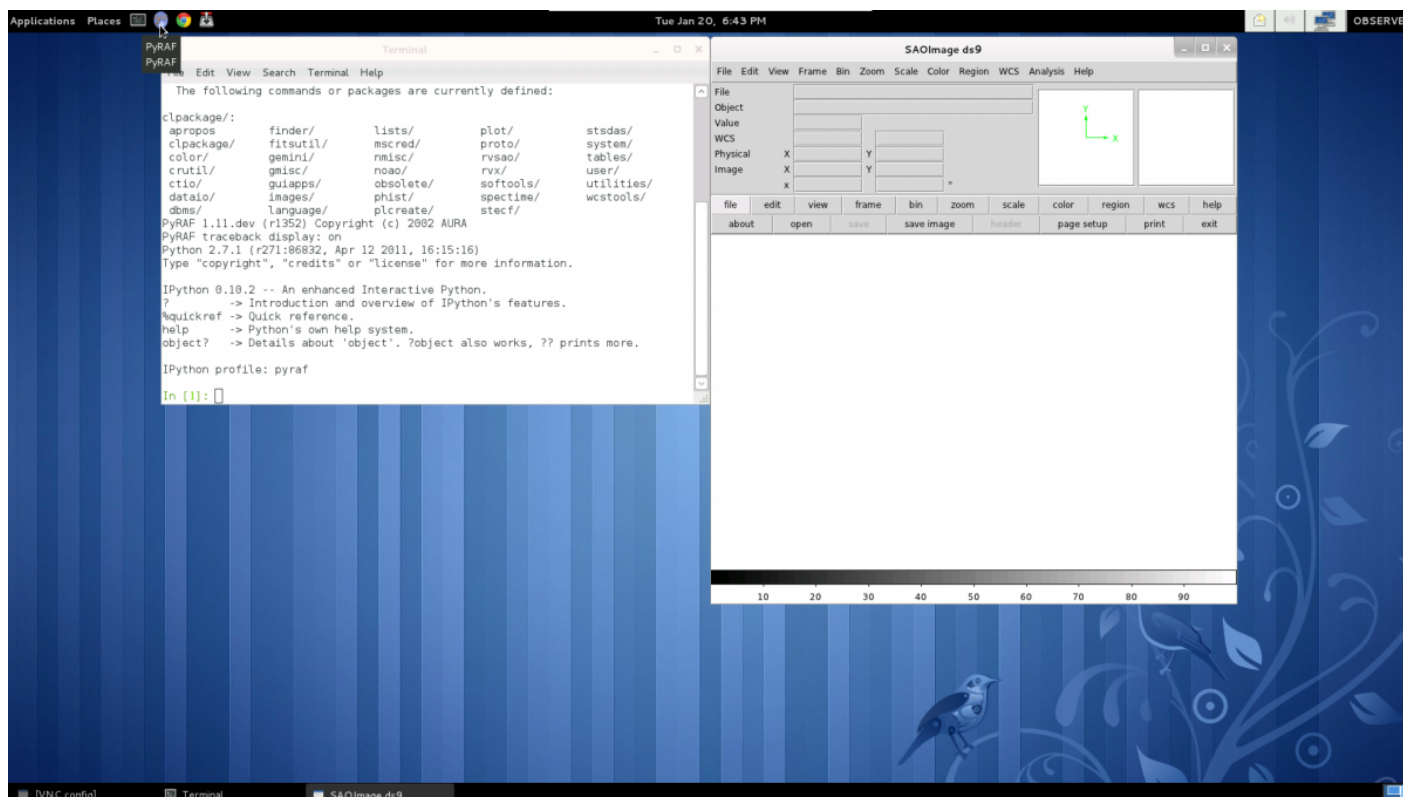 Applications Places Tue Jan 20, 6:43 PM OBSERVE
PyRAF
PyRAF
Terminal
Edit View Search Terminal Help
The following commands or packages are currently defined:
clpackage/:
apropos finder/ lists/ plot/ stsdas/
clpackage/ fitsutil/ mscred/ proto/ system/
color/ gemini/ nmisc/ rvsao/ tables/
crutil/ gmisc/ noao/ rvx/ user/
ctio/ guiapps/ obsolete/ softools/ utilities/
dataio/ images/ phist/ spectime/ wcstools/
dbms/ language/ plcreate/ stecf/
PyRAF 1.11.dev (r1352) Copyright (c) 2002 AURA
PyRAF traceback display: on
Python 2.7.1 (r271:86832, Apr 12 2011, 16:15:16)
Type "copyright", "credits" or "license" for more information.
IPython 0.10.2 -- An enhanced Interactive Python.
? -> Introduction and overview of IPython's features.
%quickref -> Quick reference.
help -> Python's own help system.
object? -> Details about 'object'. ?object also works, ?? prints more.
IPython profile: pyraf
In [1]:
SAOImage ds9
File Edit View Frame Bin Zoom Scale Color Region WCS Analysis Help
File
Object
Value
WCS
Physical X Y
Image X Y
x °
Y
X
file edit view frame bin zoom scale color region wcs help
about open save save image header page setup print exit
10 20 30 40 50 60 70 80 90
[VNC config] Terminal SAOImage ds9